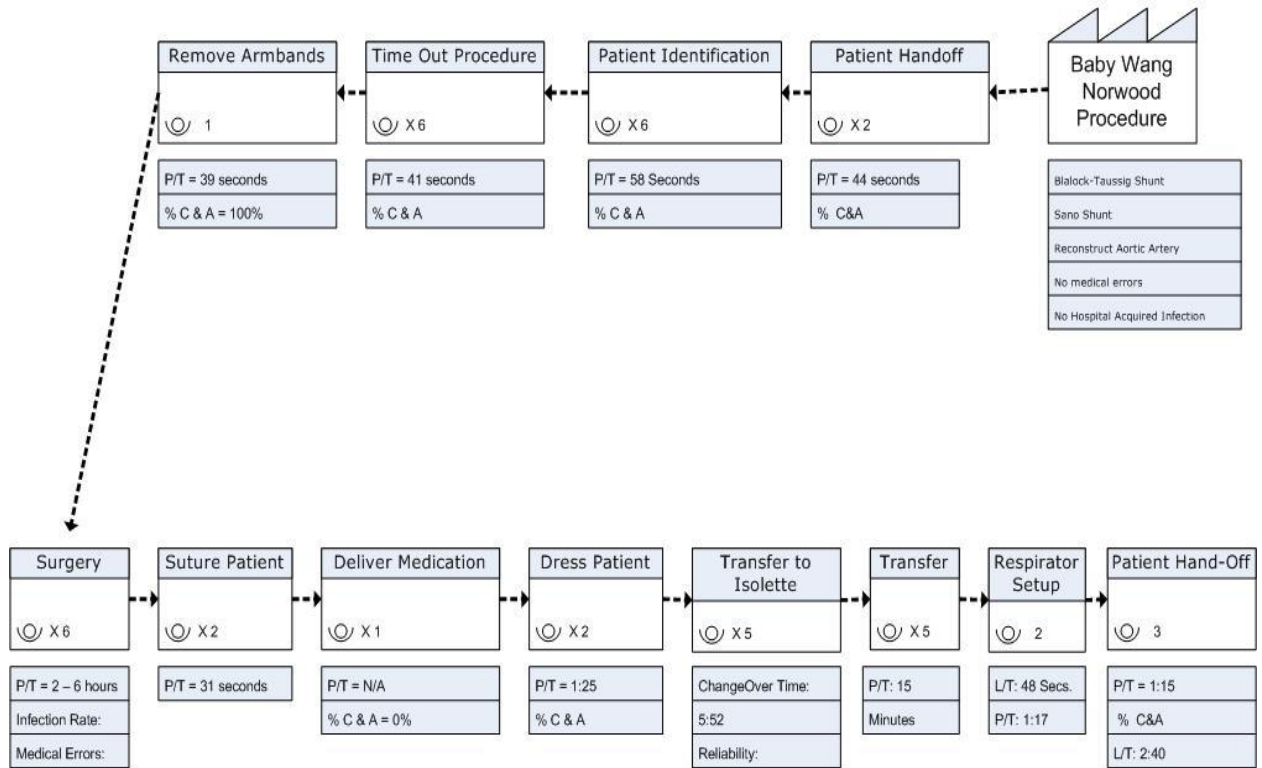 Remove Armbands
1
P/T = 39 seconds
% C & A = 100%
Time Out Procedure
X 6
P/T = 41 seconds
% C & A
Patient Identification
X 6
P/T = 58 Seconds
% C & A
Patient Handoff
X 2
P/T = 44 seconds
% C&A
Baby Wang
Norwood
Procedure
Blalock-Taussig Shunt
Sano Shunt
Reconstruct Aortic Artery
No medical errors
No Hospital Acquired Infection
Surgery
X 6
P/T = 2 – 6 hours
Infection Rate:
Medical Errors:
Suture Patient
X 2
P/T = 31 seconds
Deliver Medication
X 1
P/T = N/A
% C & A = 0%
Dress Patient
X 2
P/T = 1:25
% C & A
Transfer to
Isolette
X 5
ChangeOver Time:
5:52
Reliability:
Transfer
X 5
P/T: 15
Minutes
Respirator
Setup
2
L/T: 48 Secs.
P/T: 1:17
Patient Hand-Off
3
P/T = 1:15
% C&A
L/T: 2:40